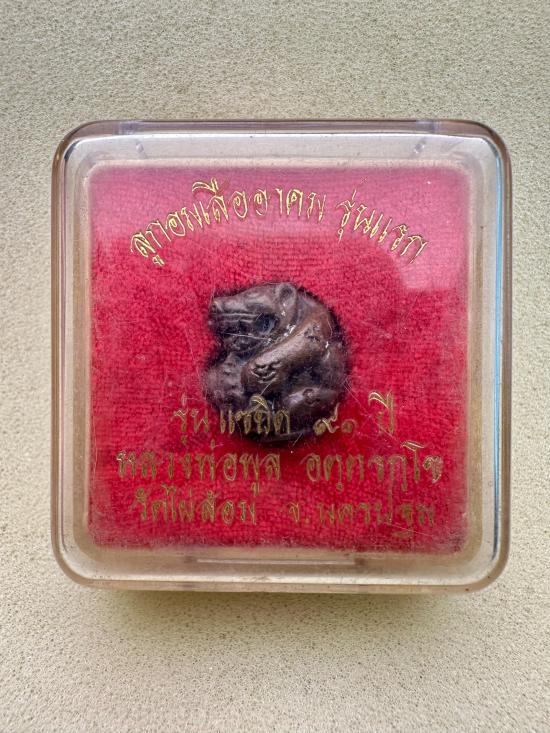 ลูกอมเสืออาคม รุ่นแรก
รุ่น แซยิด ๙๑ ปี
หลวงพ่อพูล อตฺตรกฺโข
วัดไผ่ล้อม จ.นครปฐม